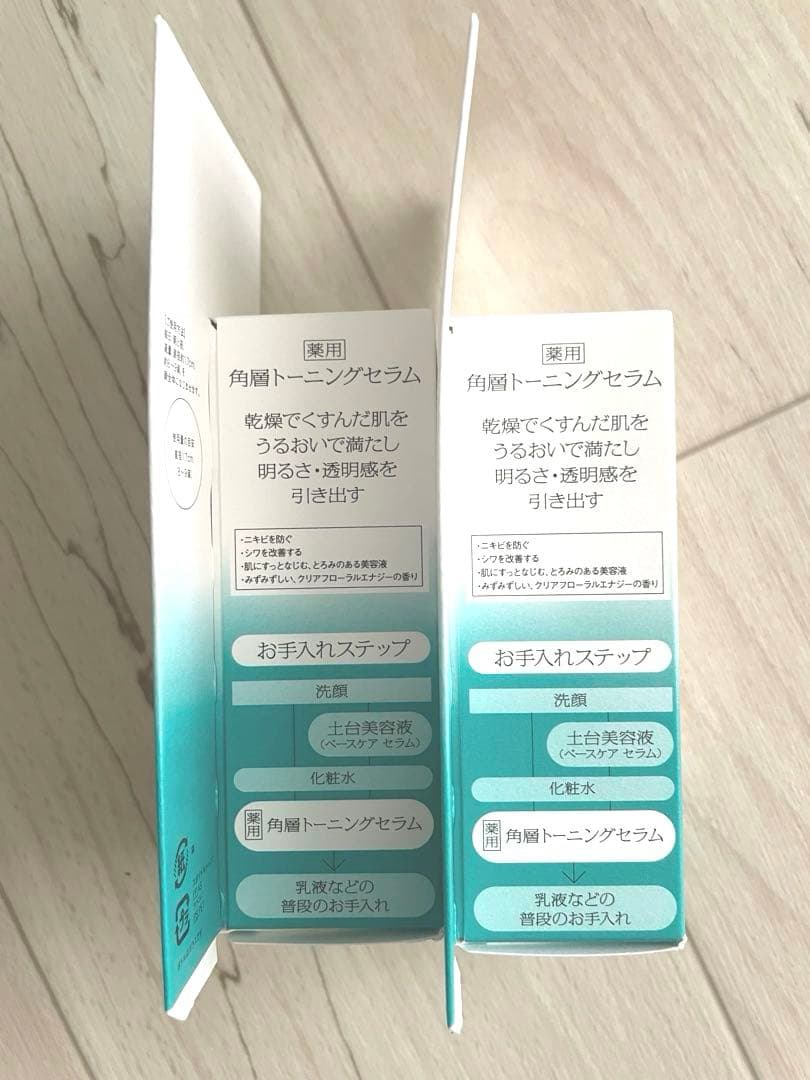 薬用
角層トーニングセラム
乾燥でくすんだ肌を
うるおいで満たし
明るさ・透明感を
引き出す
・ニキビを防ぐ
・シワを改善する
・肌にすっとなじむ、とろみのある美容液
・みずみずしい、クリアフローラルエナジーの香り
お手入れステップ
洗顔
土台美容液
（ベースケア セラム）
化粧水
薬用 角層トーニングセラム
乳液などの
普段のお手入れ
薬用
角層トーニングセラム
乾燥でくすんだ肌を
うるおいで満たし
明るさ・透明感を
引き出す
・ニキビを防ぐ
・シワを改善する
・肌にすっとなじむ、とろみのある美容液
・みずみずしい、クリアフローラルエナジーの香り
お手入れステップ
洗顔
土台美容液
（ベースケア セラム）
化粧水
薬用 角層トーニングセラム
乳液などの
普段のお手入れ